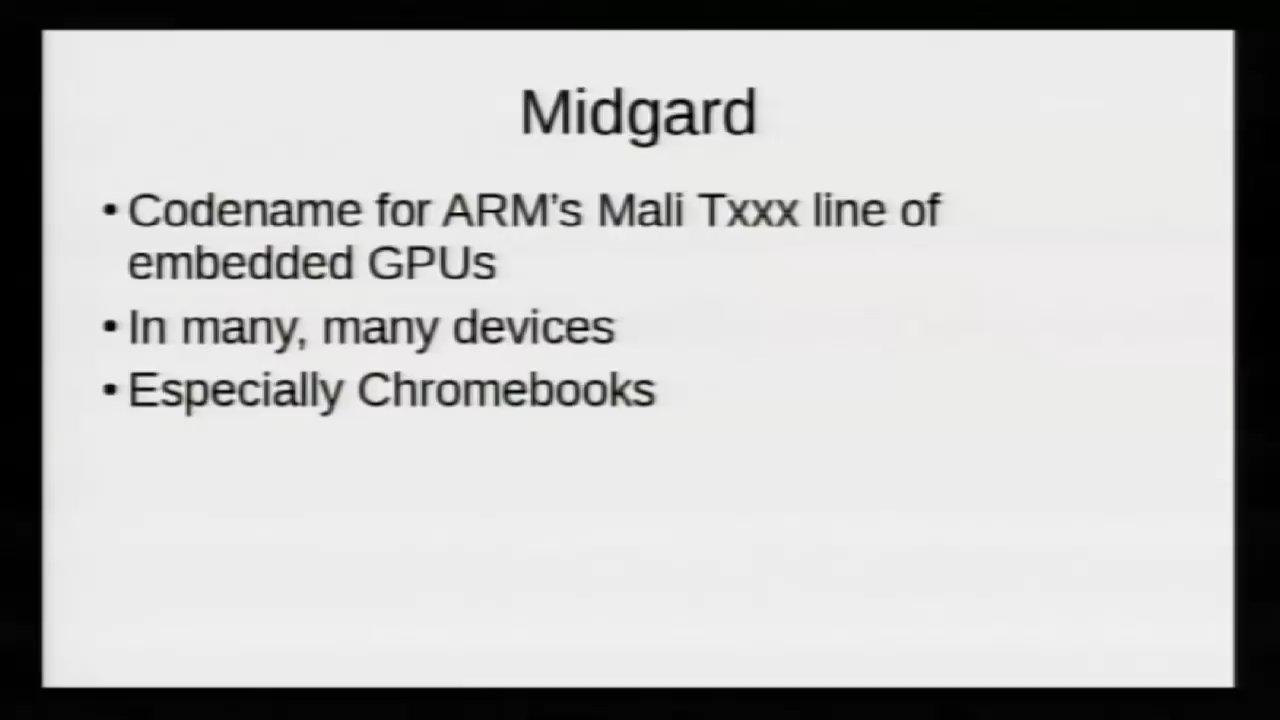 Midgard
• Codename for ARM's Mali Txxx line of
embedded GPUs
• In many, many devices
• Especially Chromebooks